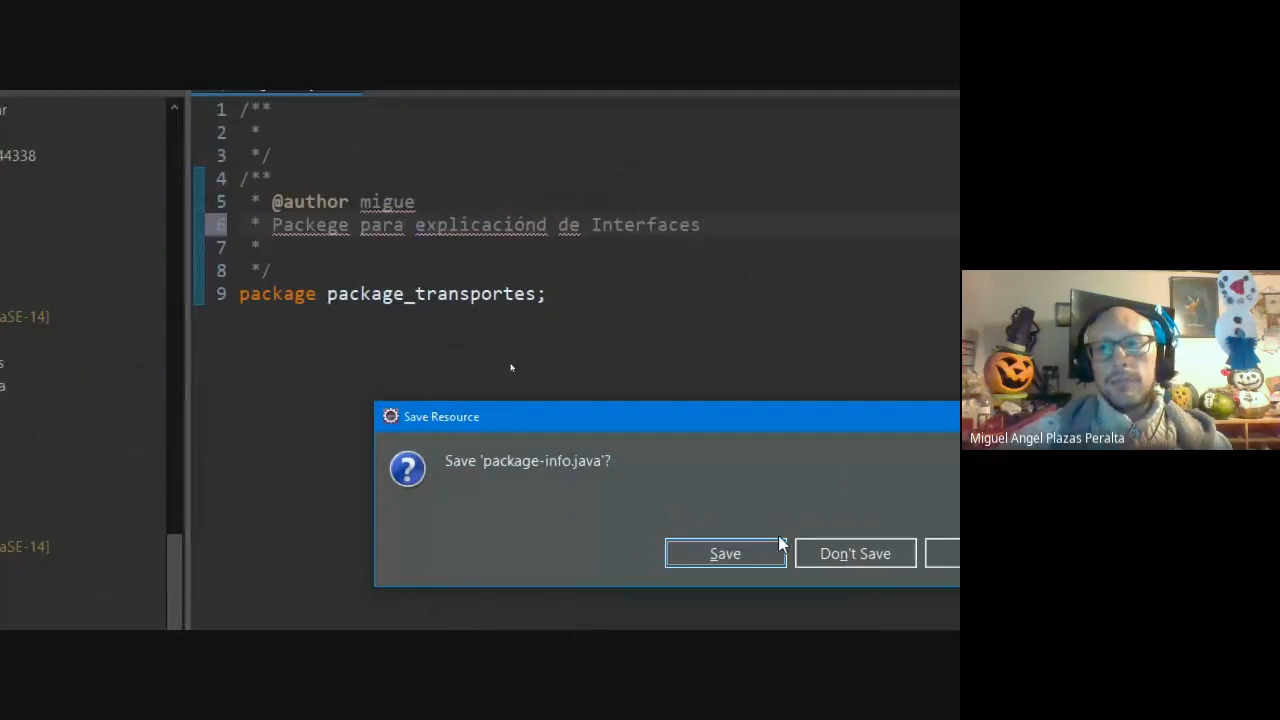 44338
aSE-14]
s
a
aSE-14]
1 /**
2 *
3 */
4 /**
5 * @author migue
6 * Packege para explicaciónd de Interfaces
7 *
8 */
9 package package_transportes;
Save Resource
Save 'package-info.java'?
Save
Don't Save
Miguel Angel Plazas Peralta